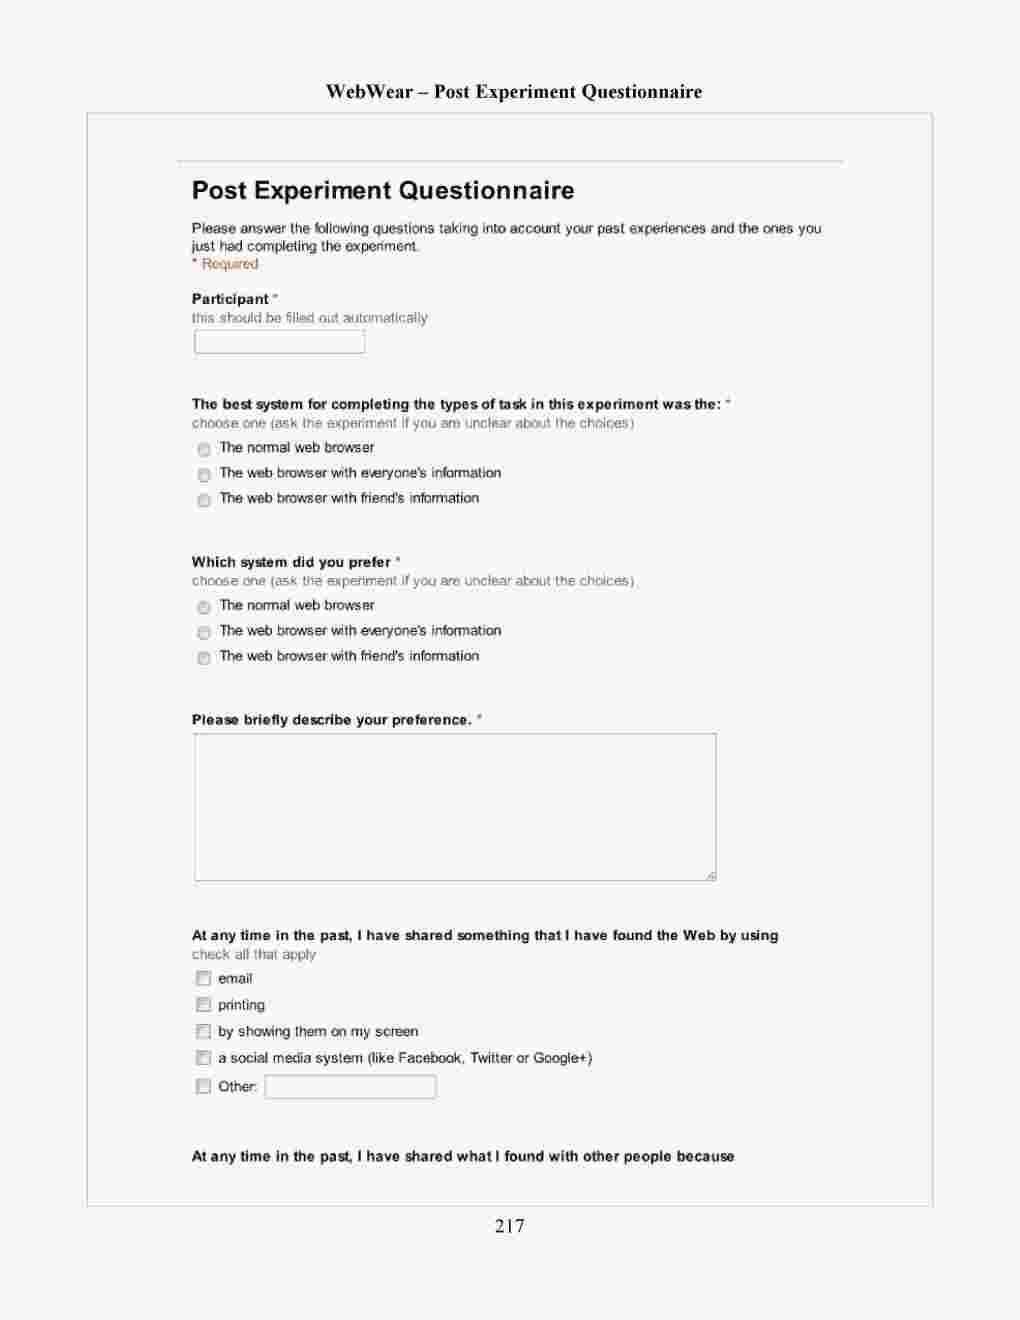 WebWear – Post Experiment Questionnaire
Post Experiment Questionnaire
Please answer the following questions taking into account your past experiences and the ones you
just had completing the experiment.
* Required
Participant *
this should be filled out automatically
The best system for completing the types of task in this experiment was the: *
choose one (ask the experiment if you are unclear about the choices)
The normal web browser
The web browser with everyone's information
The web browser with friend's information
Which system did you prefer *
choose one (ask the experiment if you are unclear about the choices)
The normal web browser
The web browser with everyone's information
The web browser with friend's information
Please briefly describe your preference. *
At any time in the past, I have shared something that I have found the Web by using
check all that apply
email
printing
by showing them on my screen
a social media system (like Facebook, Twitter or Google+)
Other:
At any time in the past, I have shared what I found with other people because
217